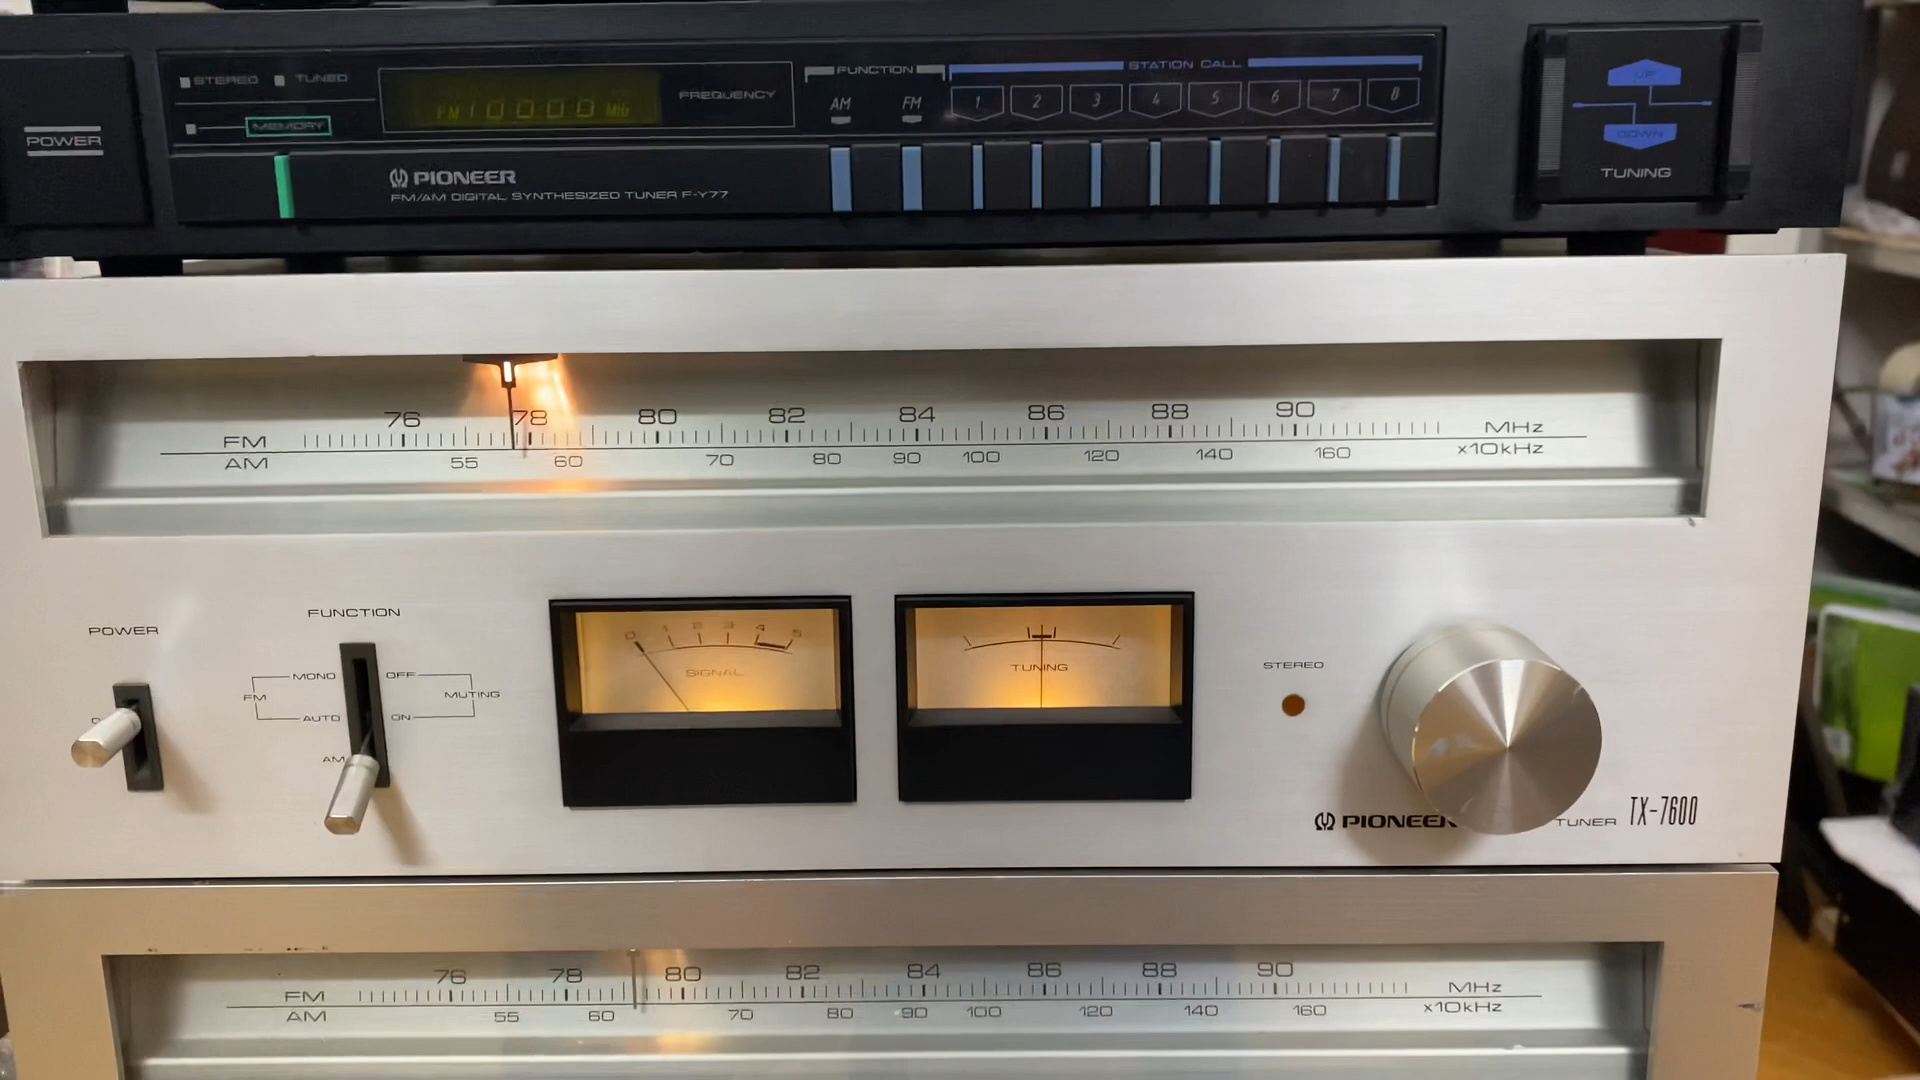 STEREO TUNED
MEMORY
POWER
FM 10000 MHz
FREQUENCY
FUNCTION
AM FM
STATION CALL
1 2 3 4 5 6 7 8
UP
DOWN
TUNING
PIONEER
FM/AM DIGITAL SYNTHESIZED TUNER F-Y77
76 78 80 82 84 86 88 90
FM MHz
AM 55 60 70 80 90 100 120 140 160 x10kHz
POWER
FUNCTION
MONO OFF
FM MUTING
AUTO ON
AM
0 1 2 3 4 5
SIGNAL
TUNING
STEREO
PIONEER TUNER TX-7600
76 78 80 82 84 86 88 90
FM MHz
AM 55 60 70 80 90 100 120 140 160 x10kHz